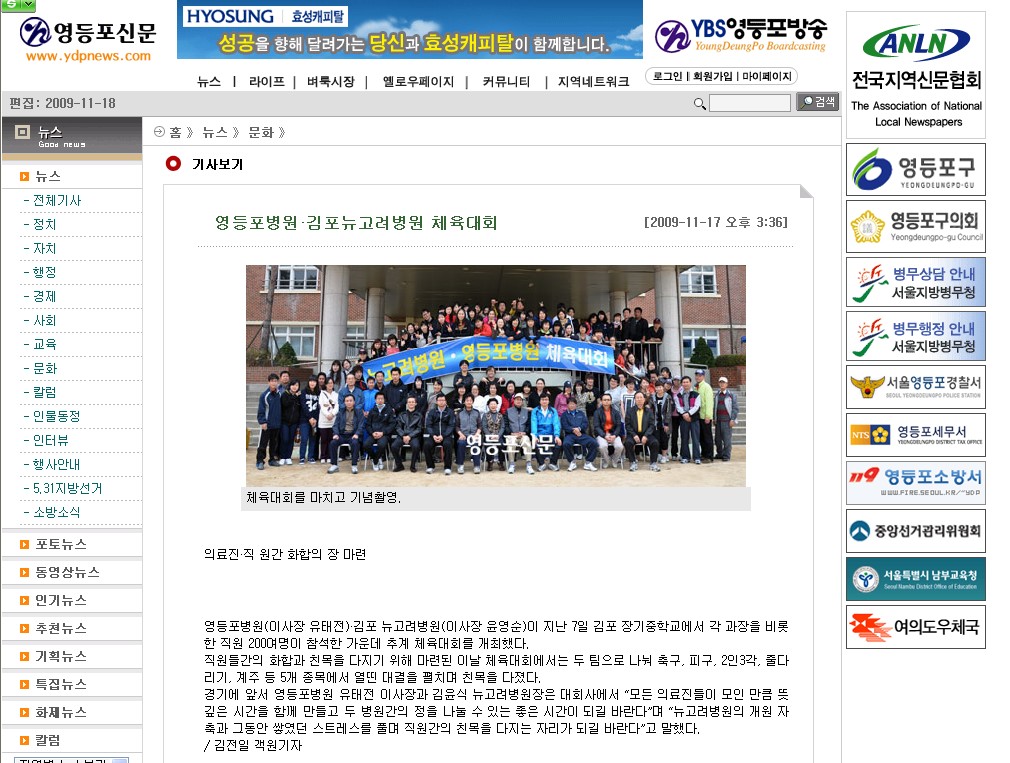 영등포신문
www.ydpnews.com
HYOSUNG 효성캐피탈
성공을 향해 달려가는 당신과 효성캐피탈이 함께합니다.
YBS영등포방송
YoungDeungPo Boardcasting
뉴스 | 라이프 | 벼룩시장 | 옐로우페이지 | 커뮤니티 | 지역네트워크
로그인 | 회원가입 | 마이페이지
편집: 2009-11-18
검색
뉴스
Good news
홈 》 뉴스 》 문화 》
기사보기
뉴스
- 전체기사
- 정치
- 자치
- 행정
- 경제
- 사회
- 교육
- 문화
- 칼럼
- 인물동정
- 인터뷰
- 행사안내
- 5.31지방선거
- 소방소식
포토뉴스
동영상뉴스
인기뉴스
추천뉴스
기획뉴스
특집뉴스
화제뉴스
칼럼
영등포병원·김포뉴고려병원 체육대회
[2009-11-17 오후 3:36]
뉴고려병원·영등포병원 체육대회
영등포신문
체육대회를 마치고 기념촬영.
의료진·직 원간 화합의 장 마련
영등포병원(이사장 유태전)·김포 뉴고려병원(이사장 윤영순)이 지난 7일 김포 장기중학교에서 각 과장을 비롯
한 직원 200여명이 참석한 가운데 추계 체육대회를 개최했다.
직원들간의 화합과 친목을 다지기 위해 마련된 이날 체육대회에서는 두 팀으로 나눠 축구, 피구, 2인3각, 줄다
리기, 계주 등 5개 종목에서 열띤 대결을 펼치며 친목을 다졌다.
경기에 앞서 영등포병원 유태전 이사장과 김윤식 뉴고려병원장은 대회사에서 “모든 의료진들이 모인 만큼 뜻
깊은 시간을 함께 만들고 두 병원간의 정을 나눌 수 있는 좋은 시간이 되길 바란다”며 “뉴고려병원의 개원 자
축과 그동안 쌓였던 스트레스를 풀며 직원간의 친목을 다지는 자리가 되길 바란다”고 말했다.
/ 김전일 객원기자
ANLN
전국지역신문협회
The Association of National
Local Newspapers
영등포구
YEONGDEUNGPO-GU
영등포구의회
Yeongdeungpo-gu Council
병무상담 안내
서울지방병무청
병무행정 안내
서울지방병무청
서울영등포경찰서
SEOUL YEONGDEUNGPO POLICE STATION
NTS 영등포세무서
YEONGDEUNGPO DISTRICT TAX OFFICE
119 영등포소방서
WWW.FIRE.SEOUL.KR/~YDP
중앙선거관리위원회
서울특별시 남부교육청
Seoul Nambu District Office of Education
여의도우체국